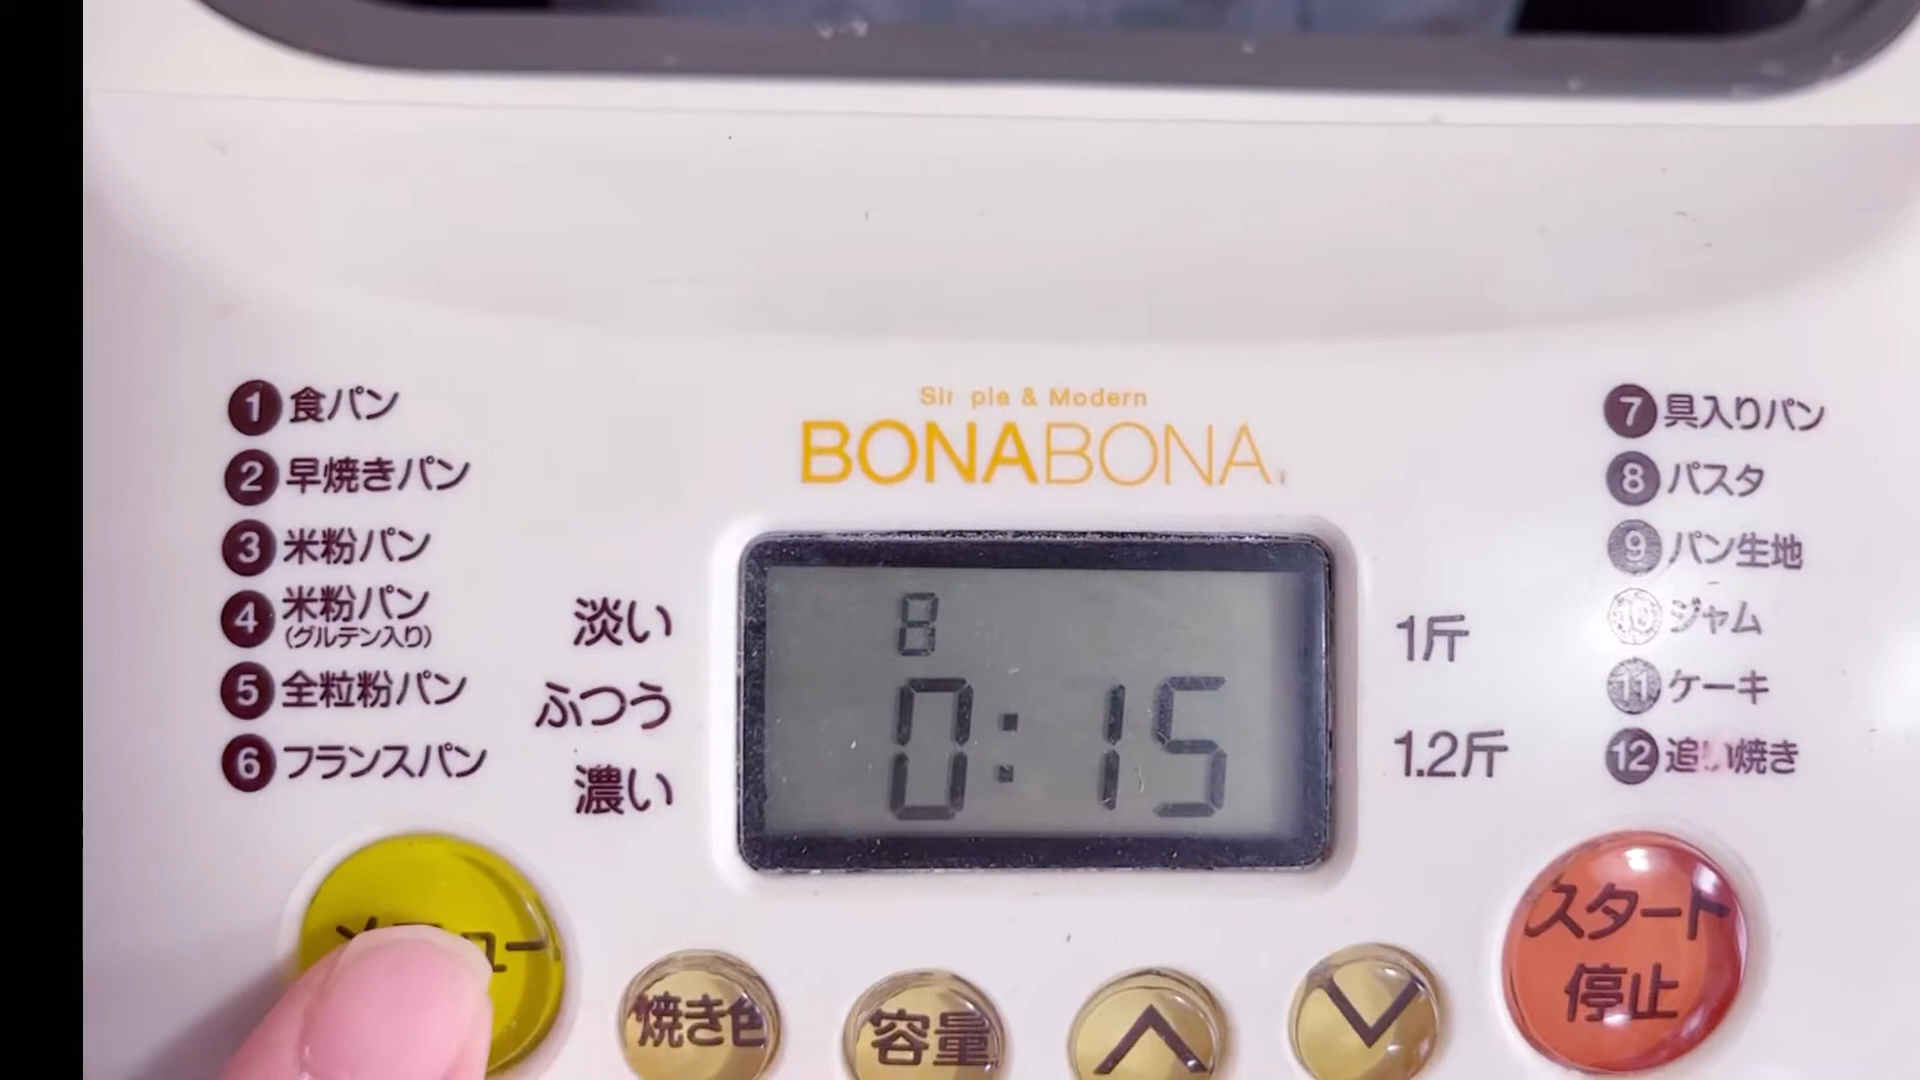 Sir ple & Modern
BONABONA
1 食パン
2 早焼きパン
3 米粉パン
4 米粉パン
(グルテン入り)
5 全粒粉パン
6 フランスパン
淡い
ふつう
濃い
8
0:15
1斤
1.2斤
7 具入りパン
8 パスタ
9 パン生地
10 ジャム
11 ケーキ
12 追い焼き
焼き色
容量
スタート
停止